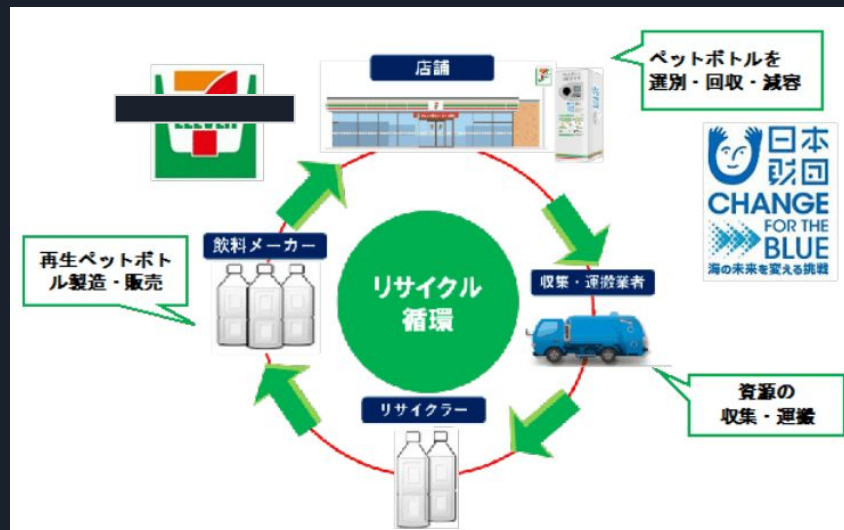 店舗
ペットボトルを
選別・回収・減容
日本
財団
CHANGE
FOR THE
BLUE
海の未来を変える挑戦
飲料メーカー
再生ペットボト
ル製造・販売
リサイクル
循環
収集・運搬業者
リサイクラー
資源の
収集・運搬